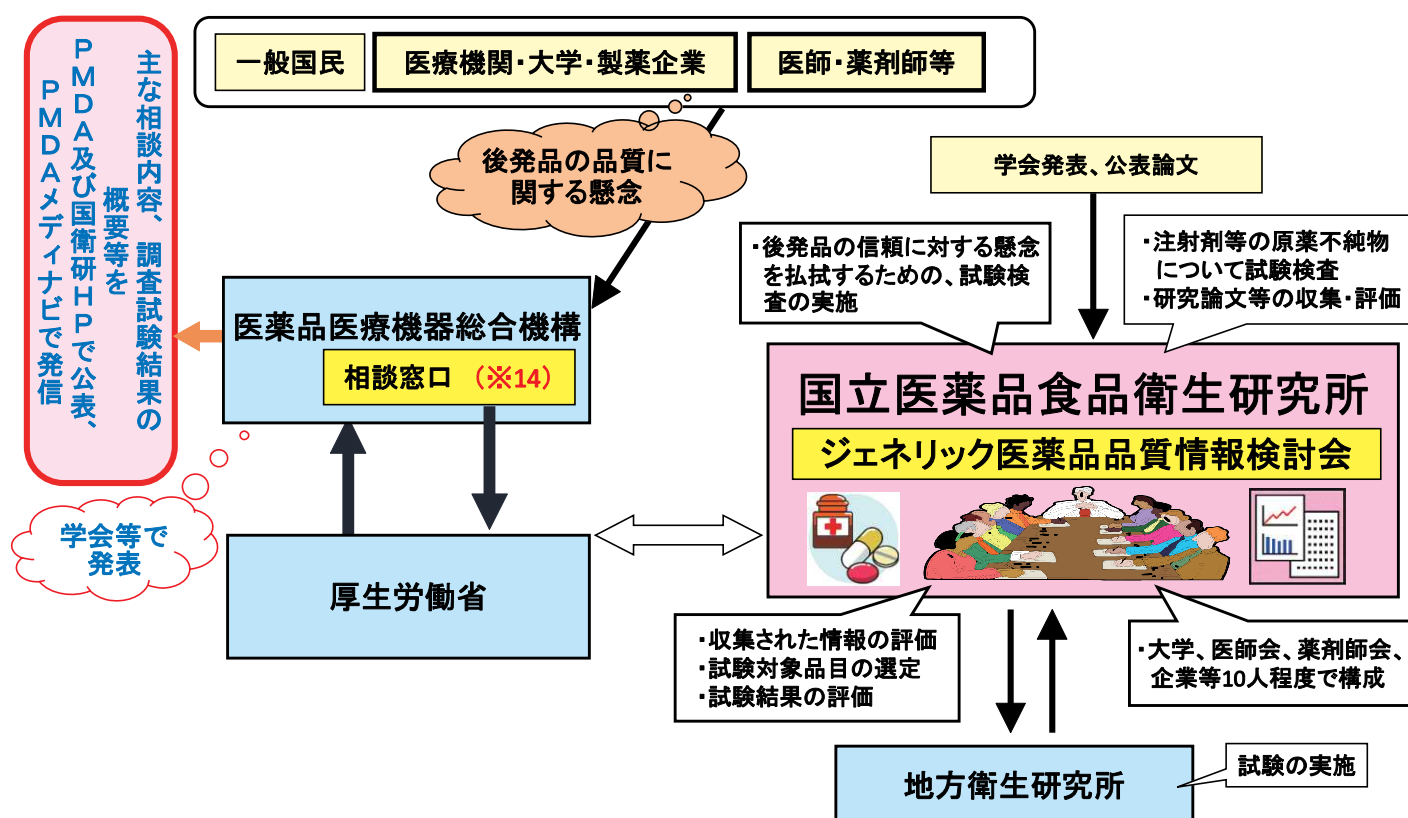 主な相談内容、調査試験結果の
概要等を
ＰＭＤＡ及び国衛研ＨＰで公表、
ＰＭＤＡメディナビで発信
一般国民
医療機関・大学・製薬企業
医師・薬剤師等
後発品の品質に
関する懸念
学会発表、公表論文
・後発品の信頼に対する懸念
を払拭するための、試験検
査の実施
・注射剤等の原薬不純物
について試験検査
・研究論文等の収集・評価
医薬品医療機器総合機構
相談窓口 （※14）
国立医薬品食品衛生研究所
ジェネリック医薬品品質情報検討会
学会等で
発表
厚生労働省
・収集された情報の評価
・試験対象品目の選定
・試験結果の評価
・大学、医師会、薬剤師会、
企業等10人程度で構成
地方衛生研究所
試験の実施